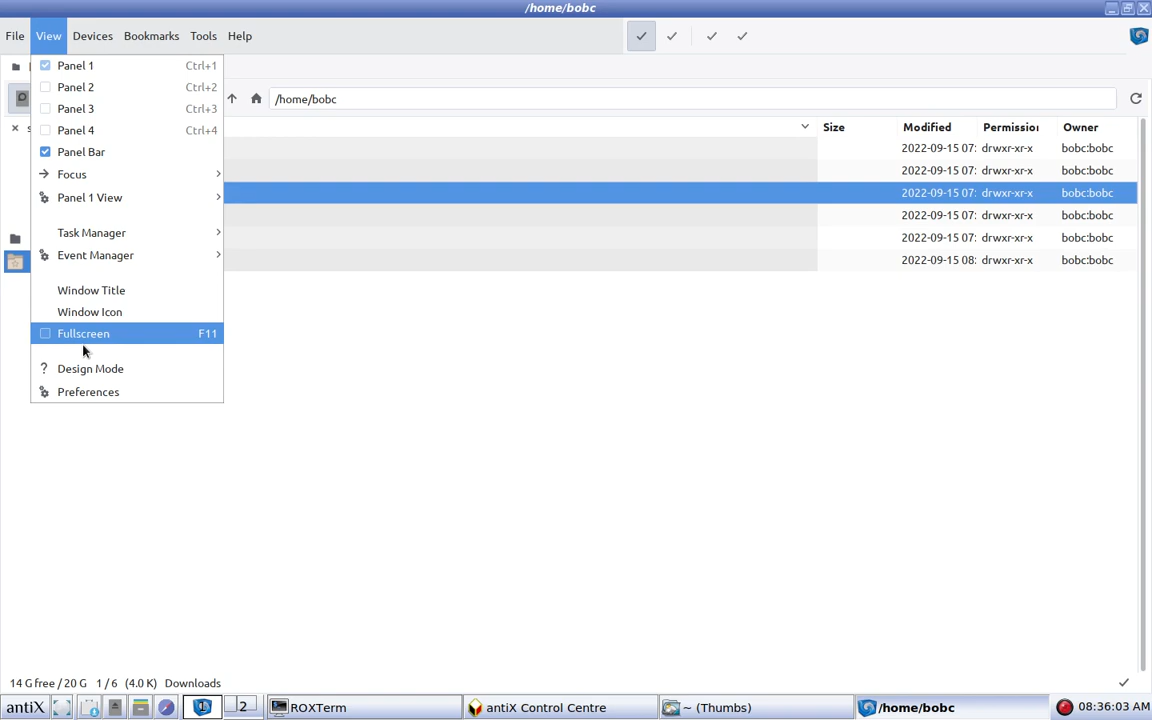 /home/bobc
File View Devices Bookmarks Tools Help
Panel 1 Ctrl+1
Panel 2 Ctrl+2
Panel 3 Ctrl+3
Panel 4 Ctrl+4
Panel Bar
Focus
Panel 1 View
Task Manager
Event Manager
Window Title
Window Icon
Fullscreen F11
? Design Mode
Preferences
/home/bobc
Size Modified Permission Owner
2022-09-15 07: drwxr-xr-x bobc:bobc
2022-09-15 07: drwxr-xr-x bobc:bobc
2022-09-15 07: drwxr-xr-x bobc:bobc
2022-09-15 07: drwxr-xr-x bobc:bobc
2022-09-15 07: drwxr-xr-x bobc:bobc
2022-09-15 08: drwxr-xr-x bobc:bobc
14 G free / 20 G 1 / 6 (4.0 K) Downloads
antiX 1 2 ROXTerm antiX Control Centre ~ (Thumbs) /home/bobc 08:36:03 AM